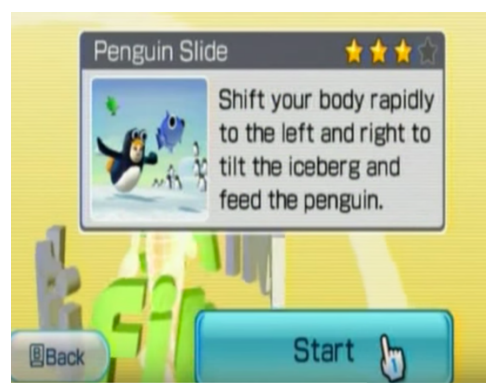 Penguin Slide
Shift your body rapidly
to the left and right to
tilt the iceberg and
feed the penguin.
B Back
Start
1